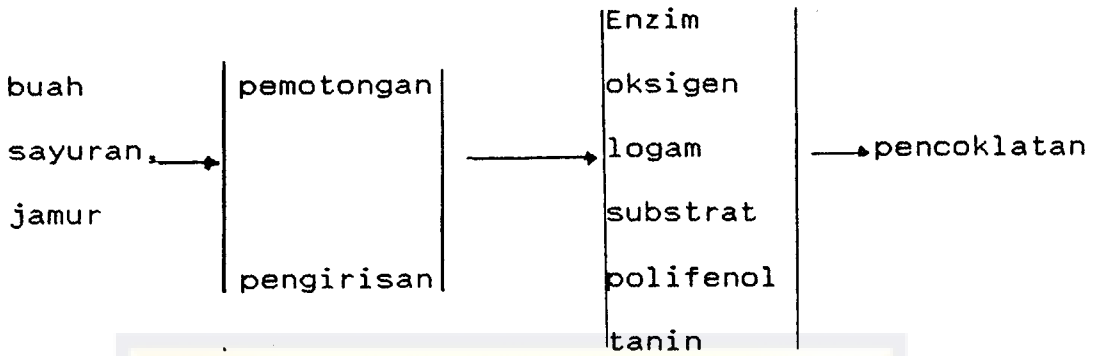 buah
sayuran,
jamur
pemotongan
pengirisan
Enzim
oksigen
logam
substrat
polifenol
tanin
pencoklatan